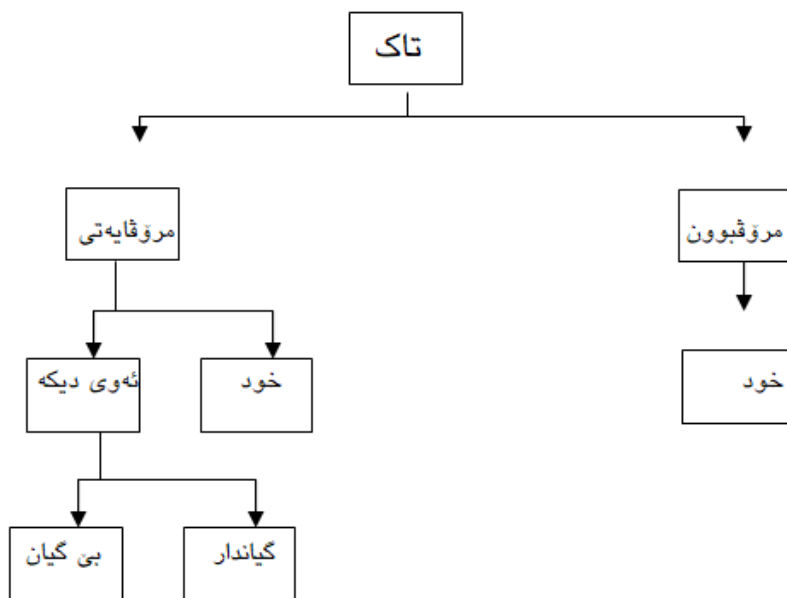 تاک
مرۆڤبوون
مرۆڤایەتی
خود
خود
ئەوی دیکە
گیاندار
بێ گیان